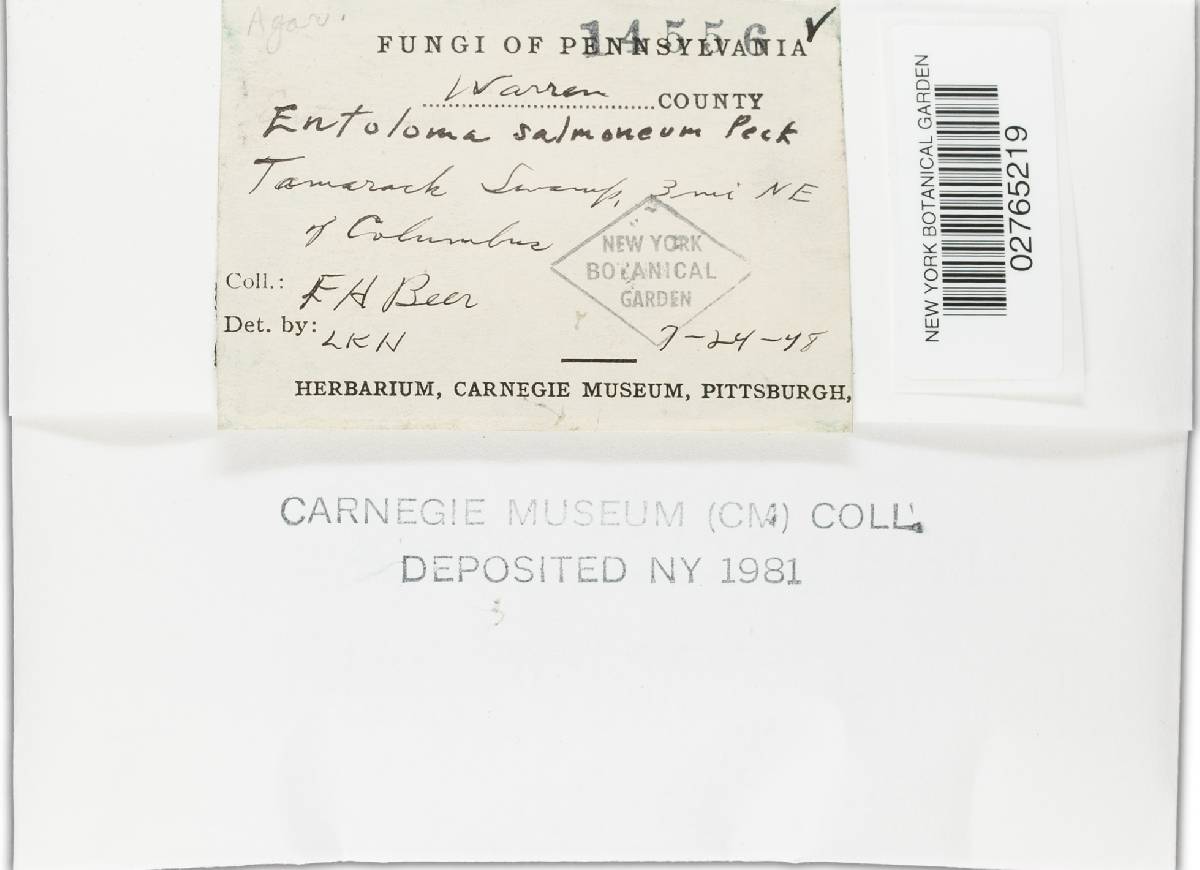 Agar.
14556 ✓
FUNGI OF PENNSYLVANIA
Warren COUNTY
Entoloma salmoneum Peck
Tamarack Swamp, 3 mi NE
of Columbus
NEW YORK
BOTANICAL
GARDEN
Coll.: F H Beer
Det. by: LKH
7-24-48
HERBARIUM, CARNEGIE MUSEUM, PITTSBURGH,
NEW YORK BOTANICAL GARDEN
02765219
CARNEGIE MUSEUM (CM) COLL.
DEPOSITED NY 1981